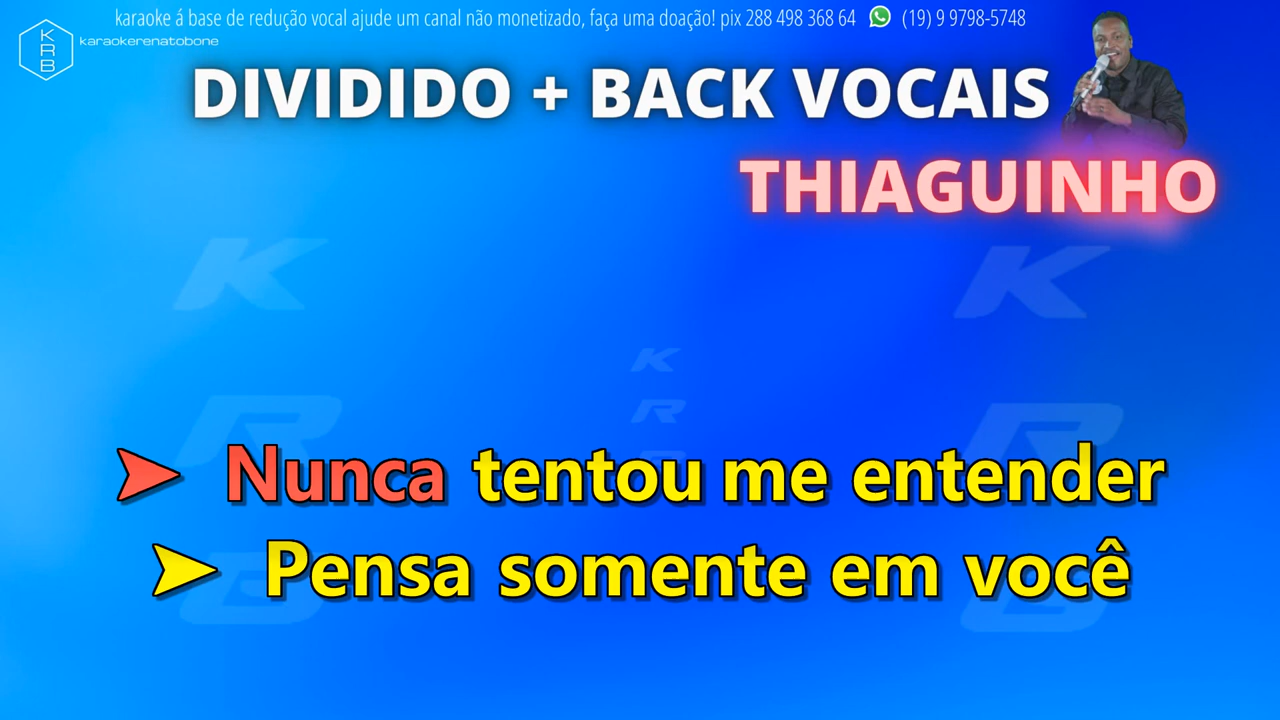 karaoke á base de redução vocal ajude um canal não monetizado, faça uma doação! pix 288 498 368 64 (19) 9 9798-5748
KRB
karaokerenatobone
DIVIDIDO + BACK VOCAIS
THIAGUINHO
K K
K
R R
R
➤ Nunca tentou me entender
➤ Pensa somente em você
B B